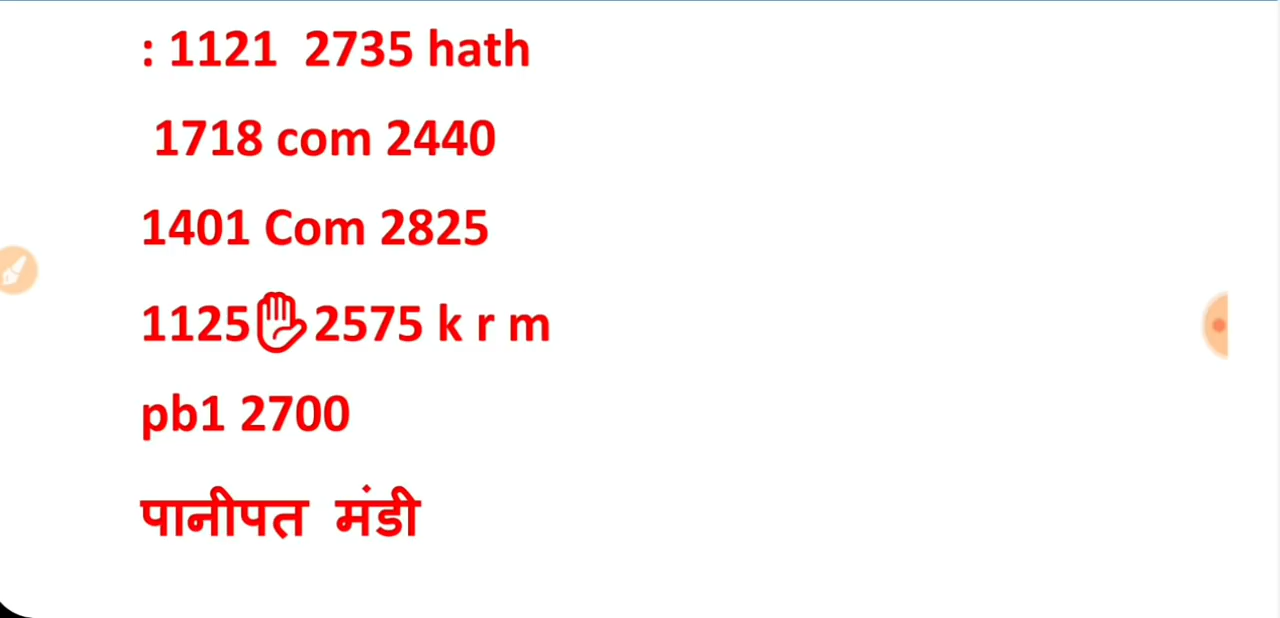 : 1121 2735 hath
1718 com 2440
1401 Com 2825
1125✋2575 k r m
pb1 2700
पानीपत मंडी